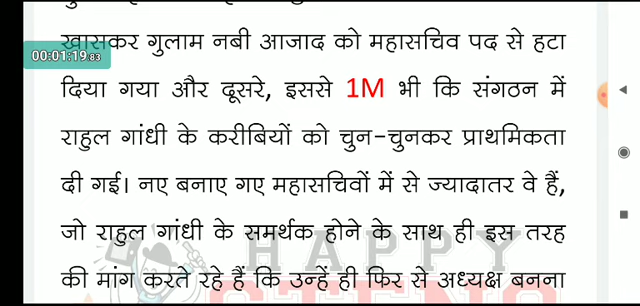 खासकर गुलाम नबी आजाद को महासचिव पद से हटा
00:01:19:83
दिया गया और दूसरे, इससे 1M भी कि संगठन में
राहुल गांधी के करीबियों को चुन-चुनकर प्राथमिकता
दी गई। नए बनाए गए महासचिवों में से ज्यादातर वे हैं,
जो राहुल गांधी के समर्थक होने के साथ ही इस तरह
की मांग करते रहे हैं कि उन्हें ही फिर से अध्यक्ष बनना
HAPPY
STENO